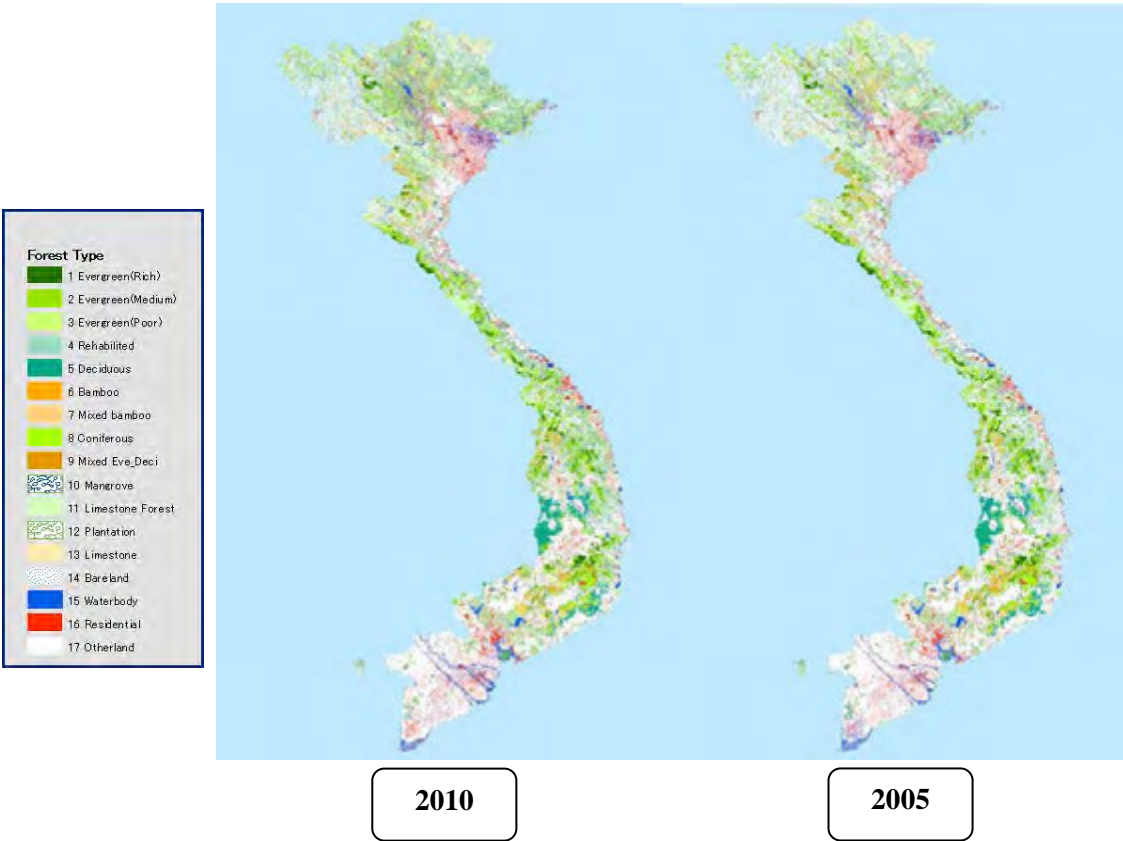 Forest Type
1 Evergreen(Rich)
2 Evergreen(Medium)
3 Evergreen(Poor)
4 Rehabilited
5 Deciduous
6 Bamboo
7 Mixed bamboo
8 Coniferous
9 Mixed Eve_Deci
10 Mangrove
11 Limestone Forest
12 Plantation
13 Limestone
14 Bareland
15 Waterbody
16 Residential
17 Otherland
2010
2005